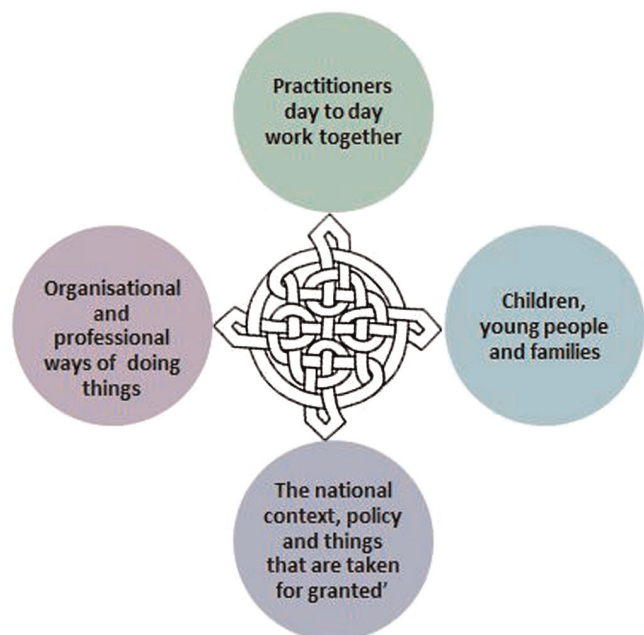 Practitioners
day to day
work together
Organisational
and
professional
ways of doing
things
Children,
young people
and families
The national
context, policy
and things
that are taken
for granted’